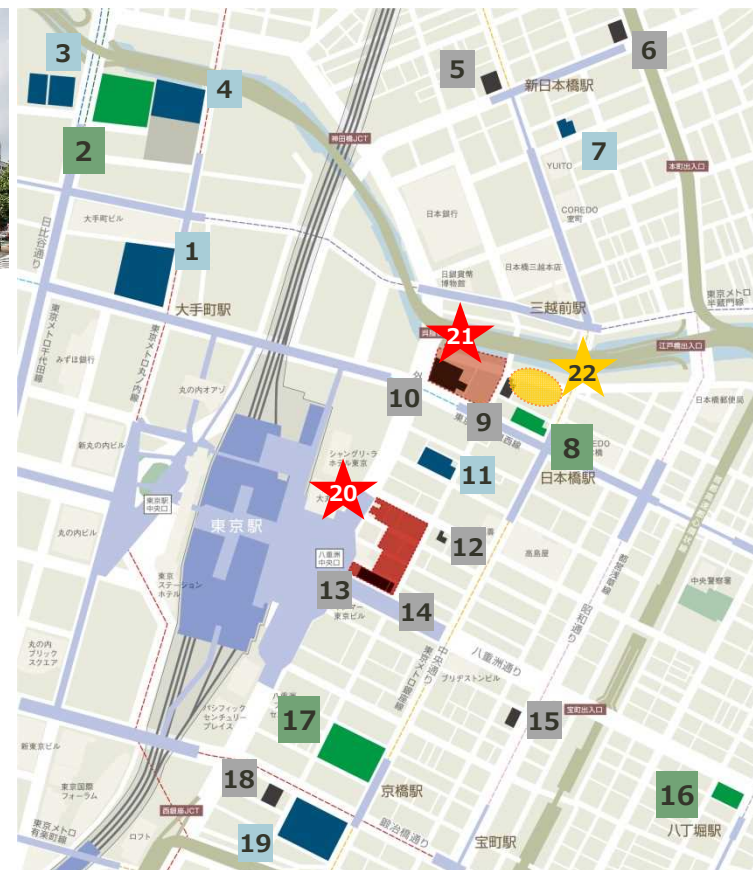 3
4
5
6
新日本橋駅
2
神田橋JCT
7
YUITO
本町出入口
日比谷通り
大手町ビル
日本銀行
COREDO
室町
1
日銀貨幣
博物館
日本橋三越本店
大手町駅
三越前駅
東京メトロ
半蔵門線
東京メトロ千代田線
東京メトロ丸ノ内線
みずほ銀行
21
江戸橋出入口
丸の内オアゾ
22
10
9
日本橋郵便局
新丸の内ビル
シャングリ・ラ
ホテル東京
11
8
日本橋駅
東京駅
中央口
20
丸の内ビル
東京駅
12
高島屋
八重洲
中央口
都営浅草線
東京
ステーション
ホテル
13
14
東京ビル
昭和通り
中央警察署
丸の内
ブリック
スクエア
中央通り
東京メトロ銀座線
八重洲通り
ブリヂストンビル
パシフィック
センチュリー
プレイス
17
15
宝町出入口
新東京ビル
18
京橋駅
16
東京国際
フォーラム
西銀座JCT
八丁堀駅
東京メトロ
有楽町線
ロフト
19
鍛冶橋通り
宝町駅